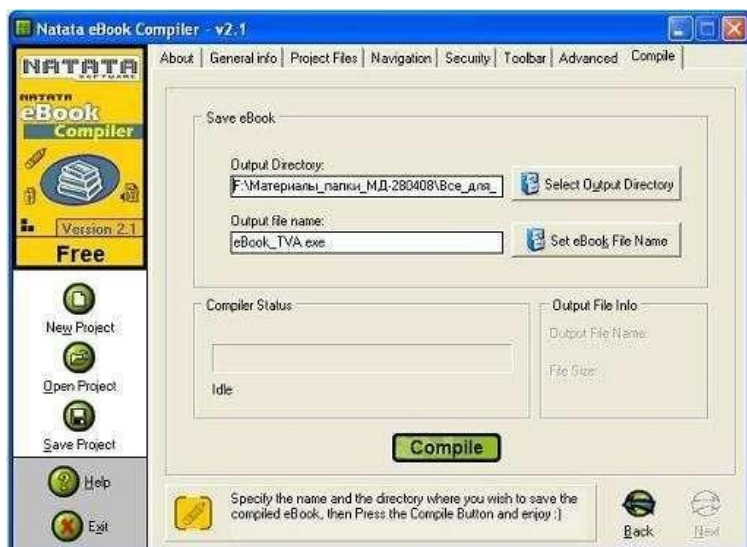 Natata eBook Compiler - v2.1
NATATA
SOFTWARE
NATATA
eBook
Compiler
Version 2.1
Free
New Project
Open Project
Save Project
Help
Exit
About General info Project Files Navigation Security Toolbar Advanced Compile
Save eBook
Output Directory:
F:\Материалы_папки_МД-280408\Все_для_
Select Output Directory
Output file name:
eBook_TVA.exe
Set eBook File Name
Compiler Status
Idle
Output File Info
Output File Name:
File Size:
Compile
Specify the name and the directory where you wish to save the
compiled eBook, then Press the Compile Button and enjoy :)
Back
Next